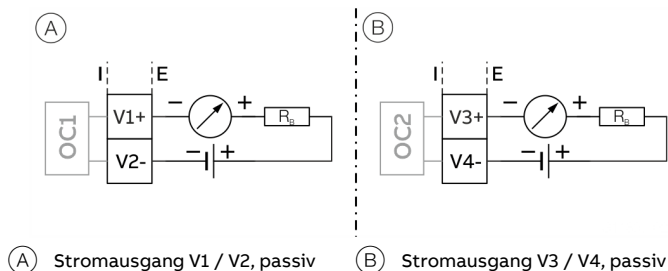 A
B
I E
I E
OC1
V1+
V2-
− +
R_B
− +
OC2
V3+
V4-
− +
R_B
− +
A Stromausgang V1 / V2, passiv
B Stromausgang V3 / V4, passiv